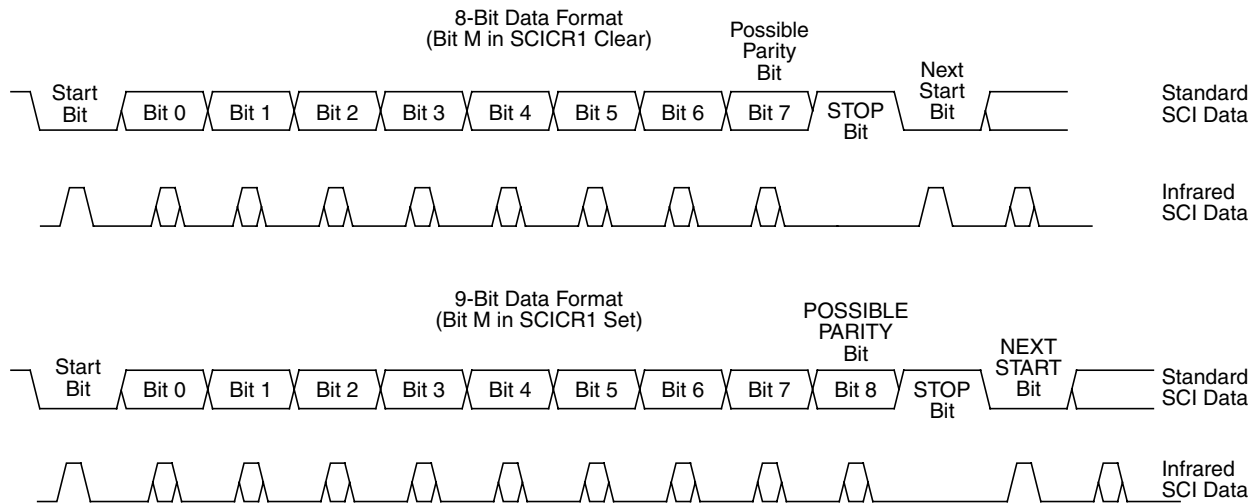 8-Bit Data Format
(Bit M in SCICR1 Clear)
Possible
Parity
Bit
Next
Start
Bit
Start
Bit
Bit 0
Bit 1
Bit 2
Bit 3
Bit 4
Bit 5
Bit 6
Bit 7
STOP
Bit
Standard
SCI Data
Infrared
SCI Data
9-Bit Data Format
(Bit M in SCICR1 Set)
POSSIBLE
PARITY
Bit
NEXT
START
Bit
Start
Bit
Bit 0
Bit 1
Bit 2
Bit 3
Bit 4
Bit 5
Bit 6
Bit 7
Bit 8
STOP
Bit
Standard
SCI Data
Infrared
SCI Data